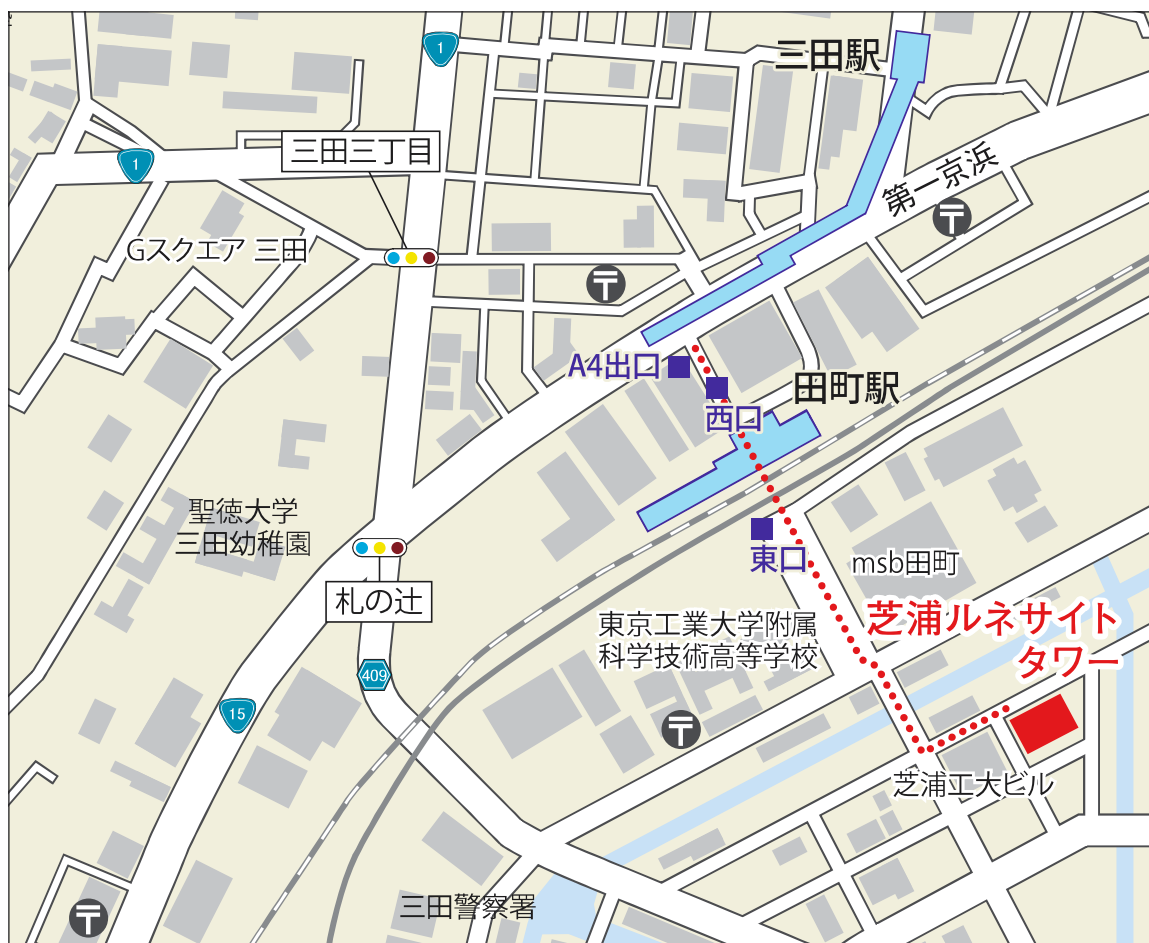 1
三田駅
三田三丁目
1
第一京浜
Gスクエア 三田
A4出口
田町駅
西口
聖徳大学
三田幼稚園
東口
msb田町
札の辻
東京工業大学附属
科学技術高等学校
芝浦ルネサイト
タワー
409
15
芝浦工大ビル
三田警察署